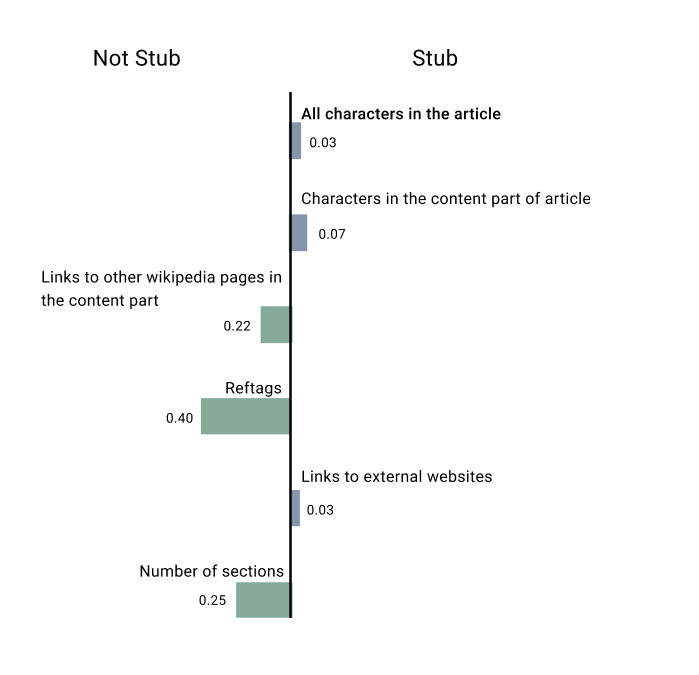 Not Stub
Stub
All characters in the article
0.03
Characters in the content part of article
0.07
Links to other wikipedia pages in
the content part
0.22
Reftags
0.40
Links to external websites
0.03
Number of sections
0.25